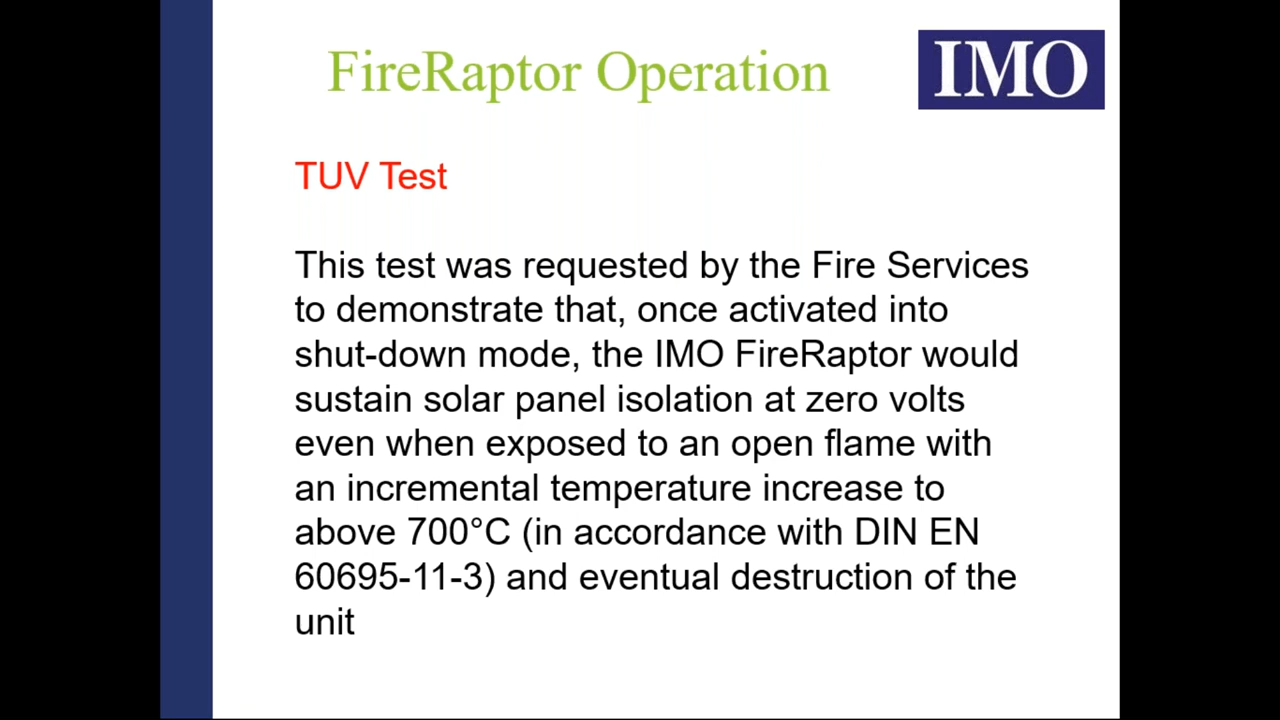 FireRaptor Operation
IMO
TUV Test
This test was requested by the Fire Services
to demonstrate that, once activated into
shut-down mode, the IMO FireRaptor would
sustain solar panel isolation at zero volts
even when exposed to an open flame with
an incremental temperature increase to
above 700°C (in accordance with DIN EN
60695-11-3) and eventual destruction of the
unit